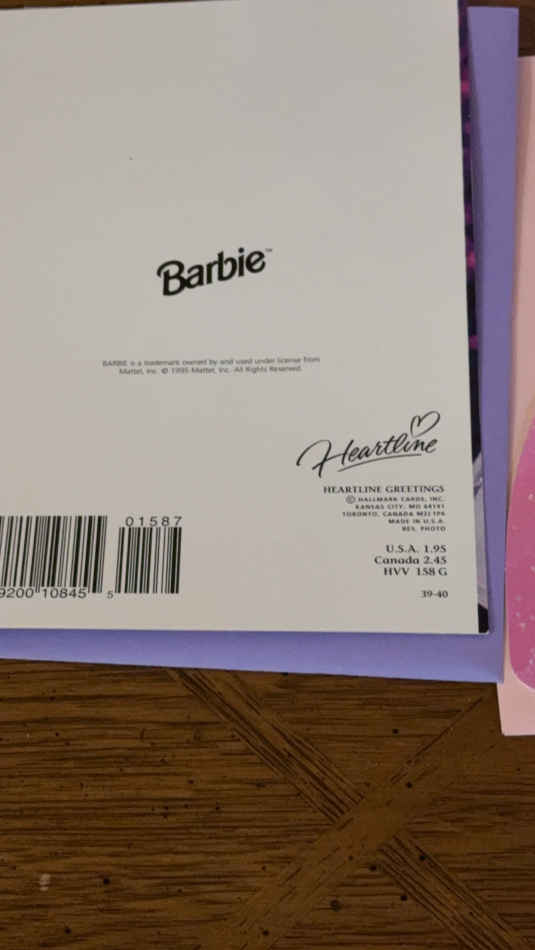 Barbie™
BARBIE is a trademark owned by and used under license from
Mattel, Inc. © 1995 Mattel, Inc. All Rights Reserved.
Heartline
HEARTLINE GREETINGS
© HALLMARK CARDS, INC.
KANSAS CITY, MO 64141
TORONTO, CANADA M2J 1P6
MADE IN U.S.A.
RES. PHOTO
01587
9200 10845 5
U.S.A. 1.95
Canada 2.45
HVV 158 G
39-40